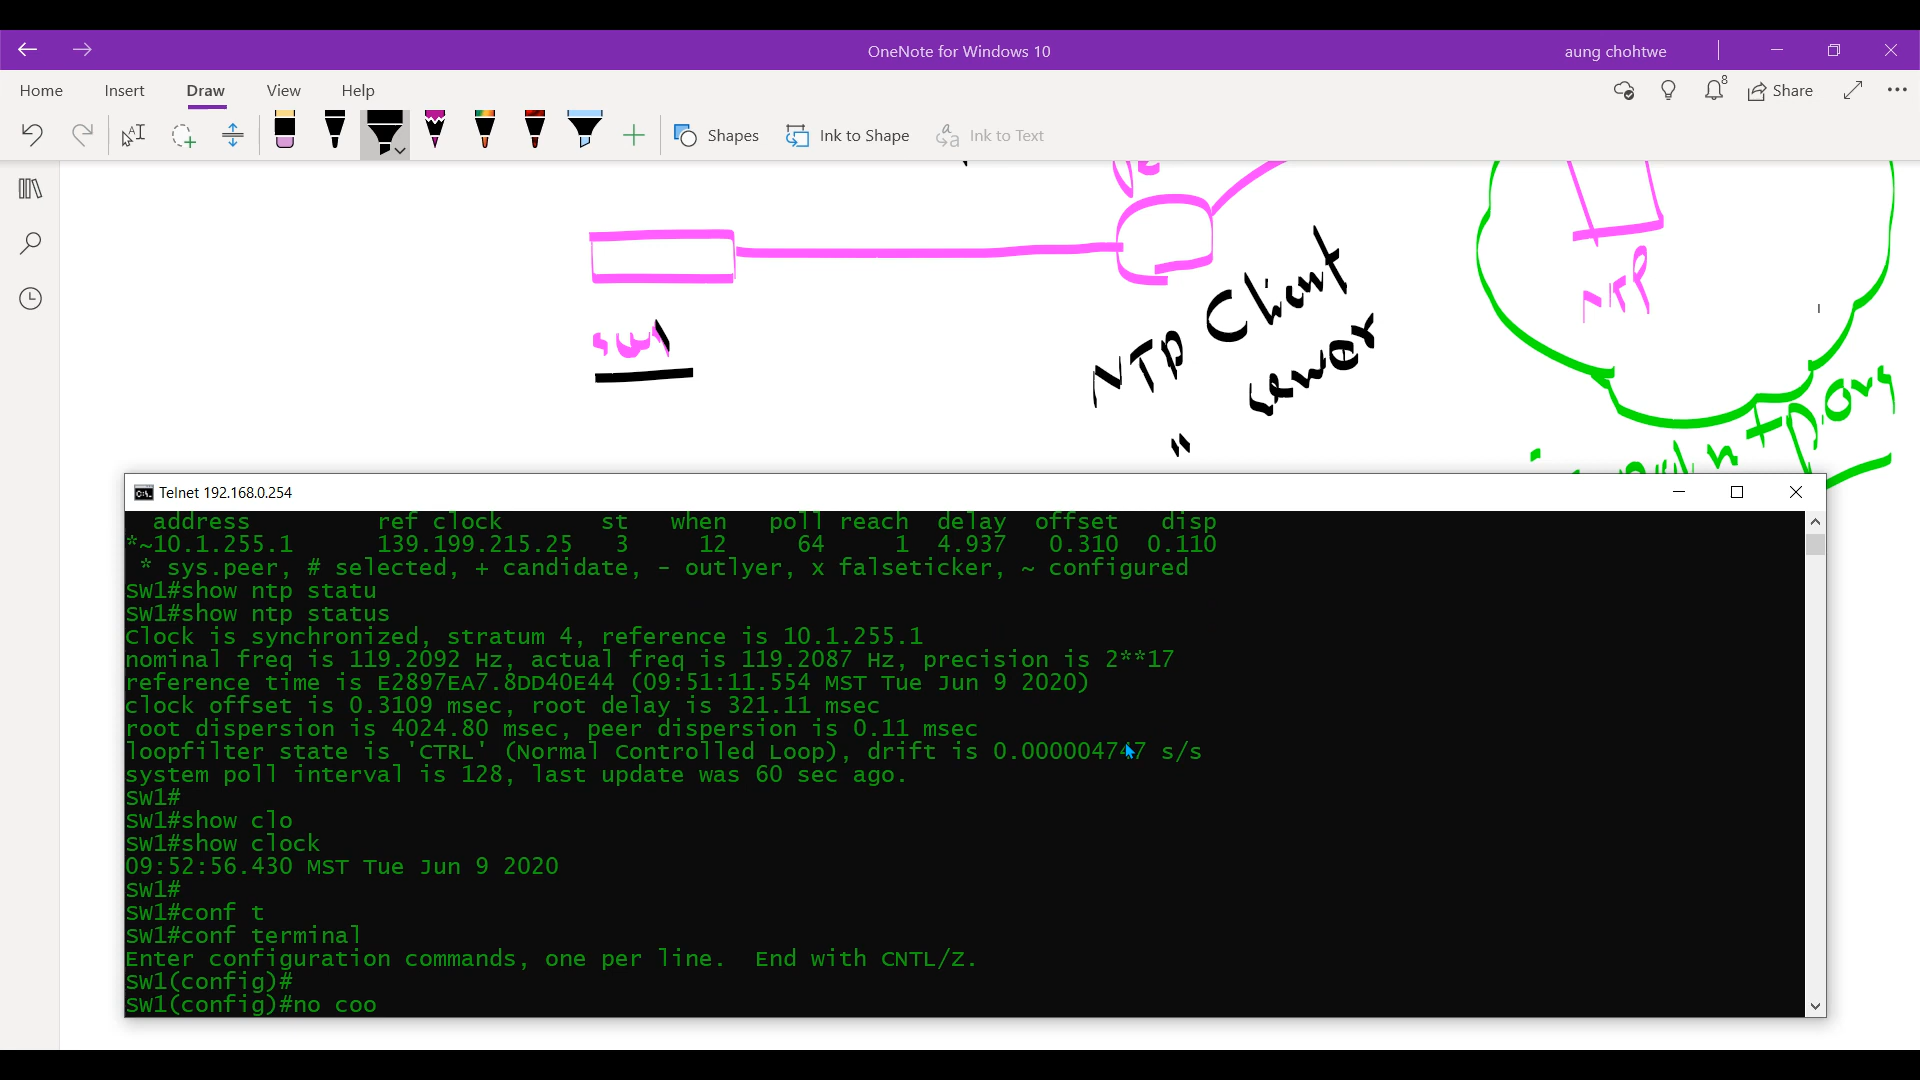 OneNote for Windows 10
aung chohtwe
Home Insert Draw View Help
8
Share
Shapes
Ink to Shape
Ink to Text
sw1
NTP Client
server
"
NTP
Telnet 192.168.0.254
address ref clock st when poll reach delay offset disp
*~10.1.255.1 139.199.215.25 3 12 64 1 4.937 0.310 0.110
* sys.peer, # selected, + candidate, - outlyer, x falseticker, ~ configured
SW1#show ntp statu
SW1#show ntp status
Clock is synchronized, stratum 4, reference is 10.1.255.1
nominal freq is 119.2092 Hz, actual freq is 119.2087 Hz, precision is 2**17
reference time is E2897EA7.8DD40E44 (09:51:11.554 MST Tue Jun 9 2020)
clock offset is 0.3109 msec, root delay is 321.11 msec
root dispersion is 4024.80 msec, peer dispersion is 0.11 msec
loopfilter state is 'CTRL' (Normal Controlled Loop), drift is 0.000004747 s/s
system poll interval is 128, last update was 60 sec ago.
SW1#
SW1#show clo
SW1#show clock
09:52:56.430 MST Tue Jun 9 2020
SW1#
SW1#conf t
SW1#conf terminal
Enter configuration commands, one per line. End with CNTL/Z.
SW1(config)#
SW1(config)#no coo